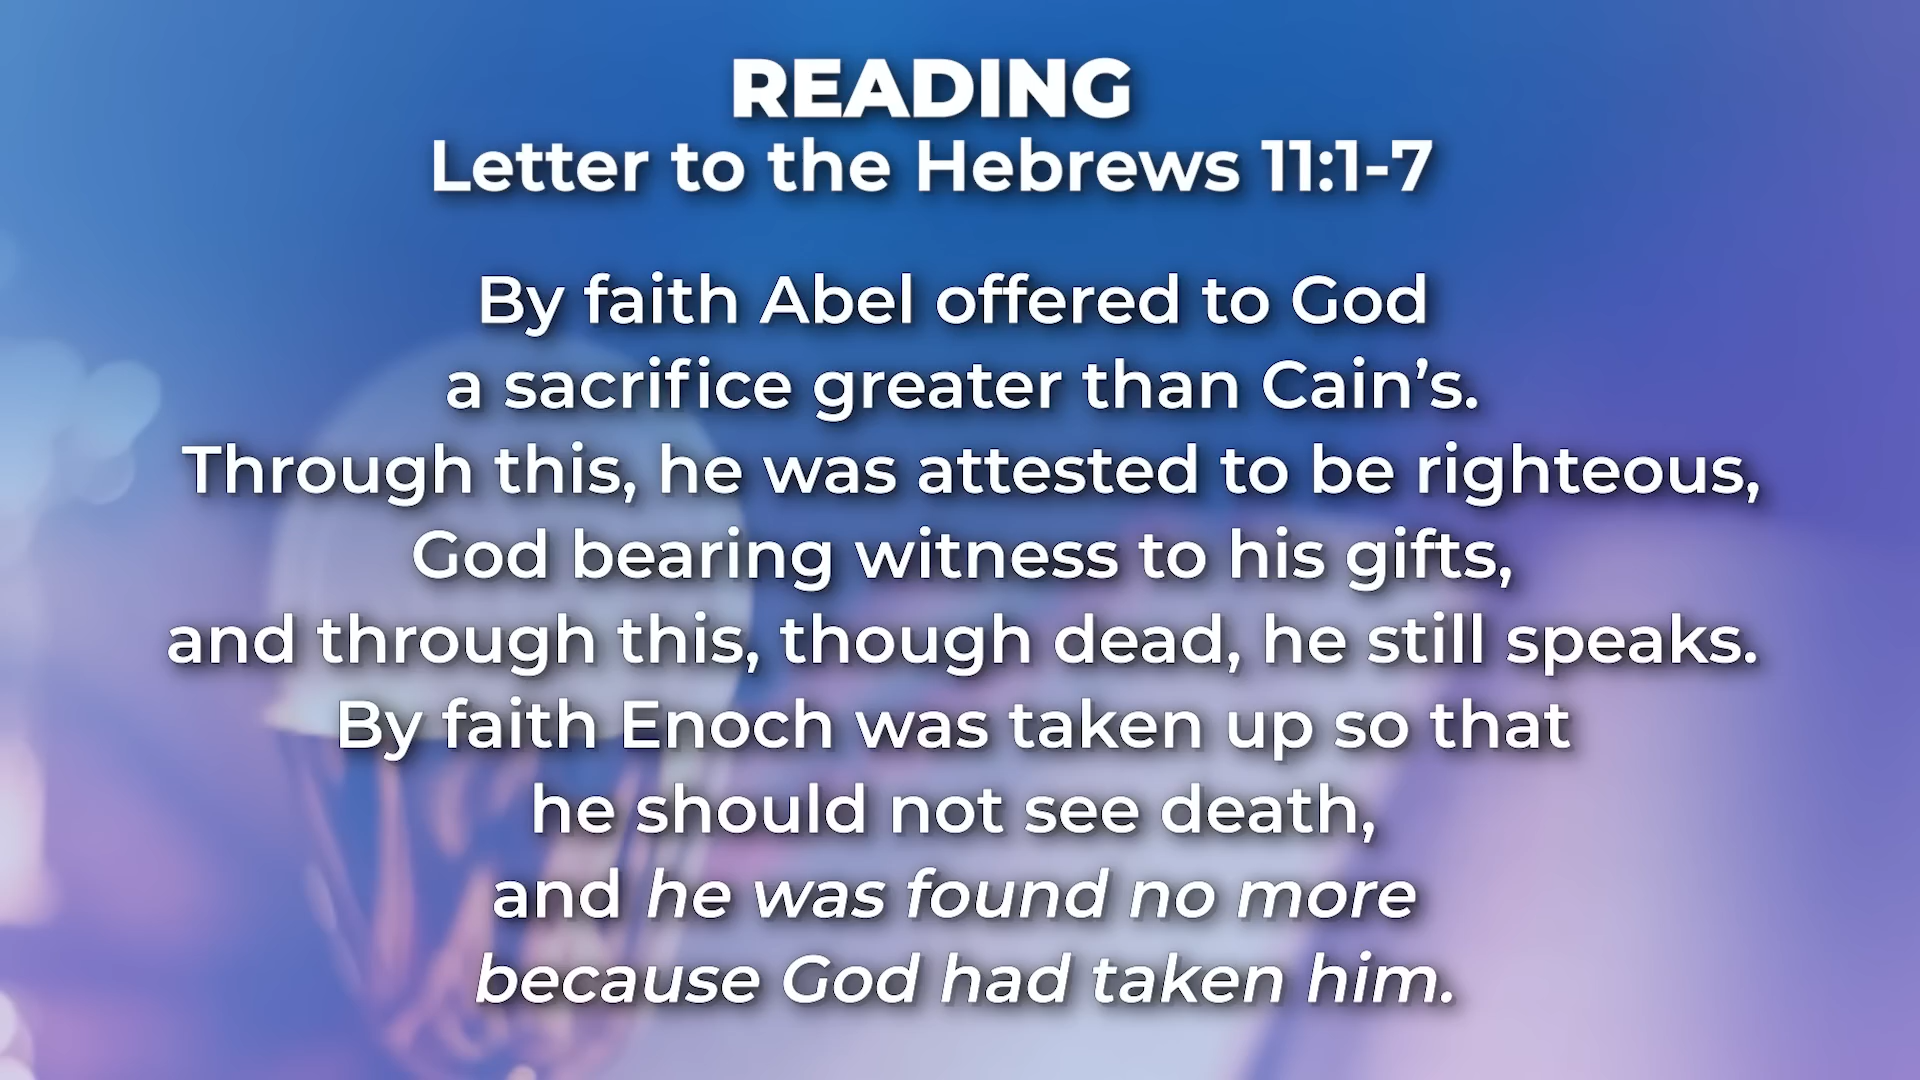 READING
Letter to the Hebrews 11:1-7
By faith Abel offered to God
a sacrifice greater than Cain’s.
Through this, he was attested to be righteous,
God bearing witness to his gifts,
and through this, though dead, he still speaks.
By faith Enoch was taken up so that
he should not see death,
and he was found no more
because God had taken him.